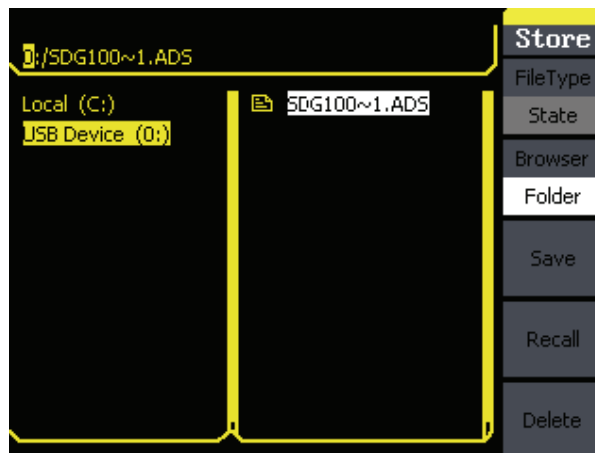 0:/SDG100~1.ADS
Local (C:)
USB Device (0:)
SDG100~1.ADS
Store
FileType
State
Browser
Folder
Save
Recall
Delete